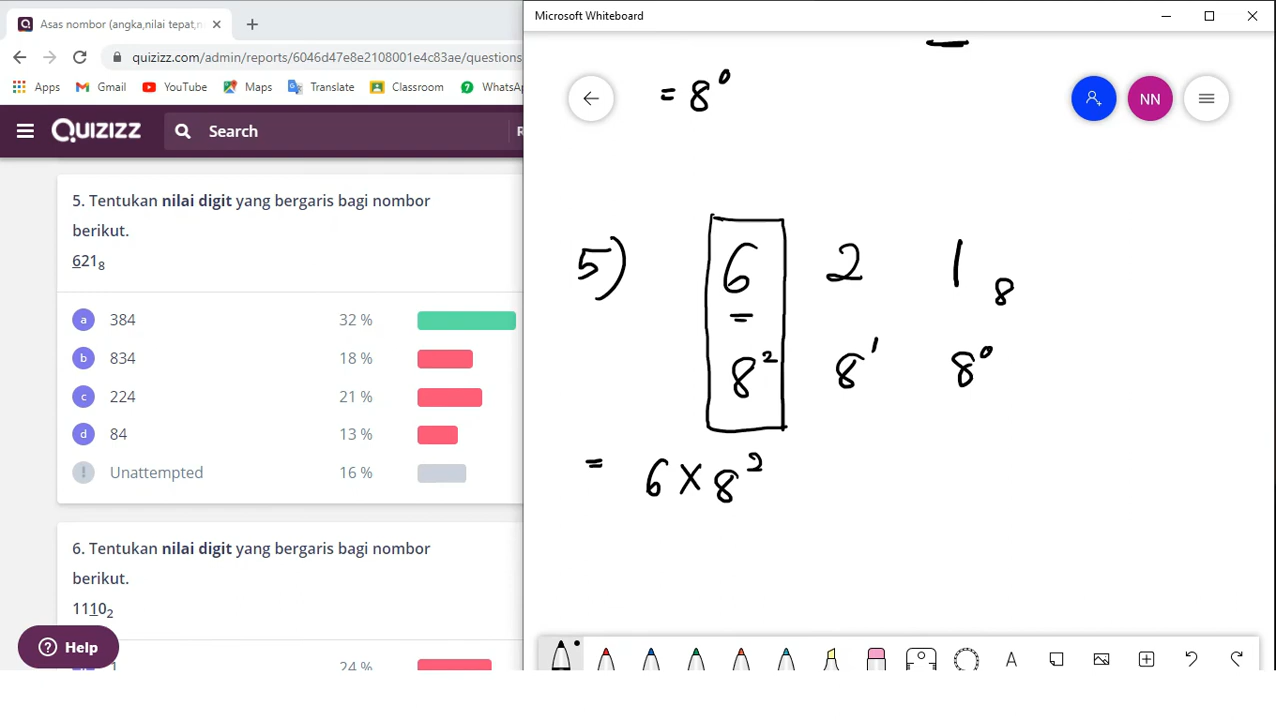 Asas nombor (angka,nilai tepat,n
Microsoft Whiteboard
quizizz.com/admin/reports/6046d47e8e2108001e4c83ae/questions
Apps Gmail YouTube Maps Translate Classroom WhatsA
QUIZIZZ Search R
5. Tentukan nilai digit yang bergaris bagi nombor
berikut.
621₈
a 384 32 %
b 834 18 %
c 224 21 %
d 84 13 %
! Unattempted 16 %
6. Tentukan nilai digit yang bergaris bagi nombor
berikut.
1110₂
1 24 %
Help
NN
= 8⁰
5) 6 2 1₈
8² 8¹ 8⁰
= 6 × 8²
A